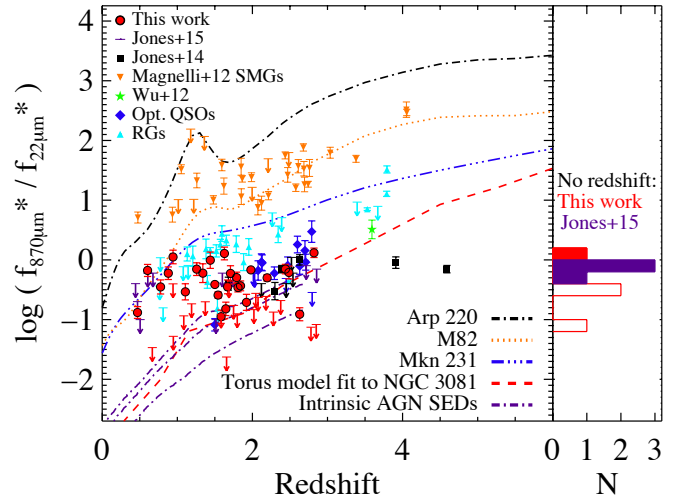 This work
Jones+15
Jones+14
Magnelli+12 SMGs
Wu+12
Opt. QSOs
RGs
No redshift:
This work
Jones+15
Arp 220
M82
Mkn 231
Torus model fit to NGC 3081
Intrinsic AGN SEDs
4
3
2
1
0
−1
−2
log ( f870μm* / f22μm* )
0 2 4 6
0 1 2 3
Redshift
N